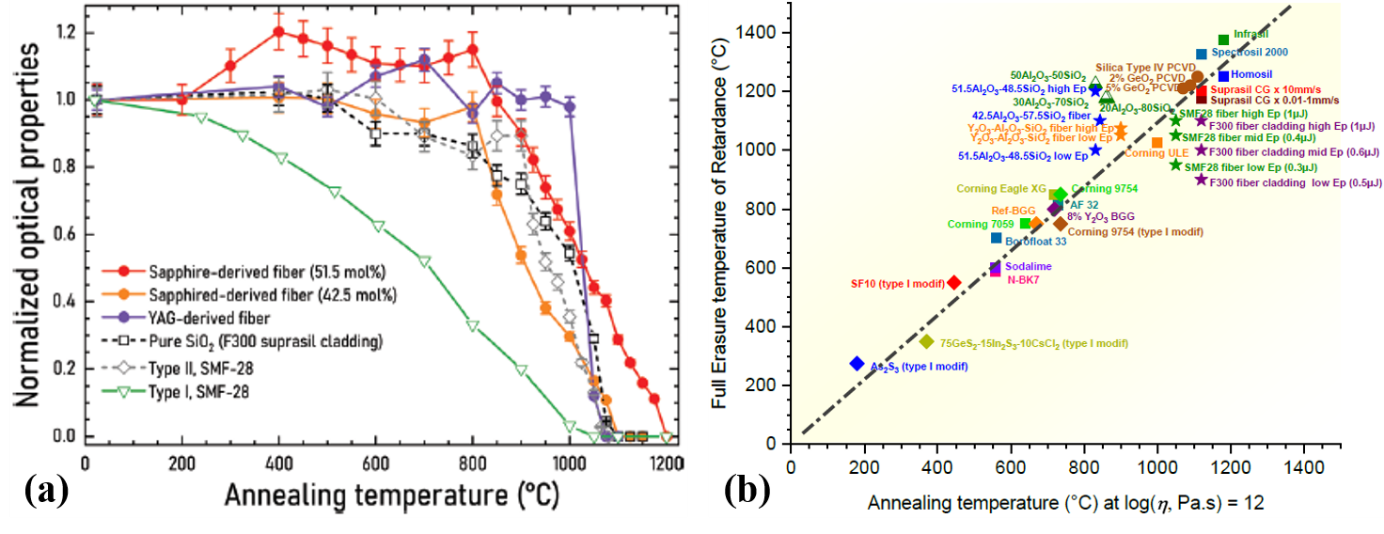 Normalized optical properties
1.2
1.0
0.8
0.6
0.4
0.2
0.0
Sapphire-derived fiber (51.5 mol%)
Sapphired-derived fiber (42.5 mol%)
YAG-derived fiber
Pure SiO₂ (F300 suprasil cladding)
Type II, SMF-28
Type I, SMF-28
0 200 400 600 800 1000 1200
Annealing temperature (°C)
(a)
Full Erasure temperature of Retardance (°C)
1400
1200
1000
800
600
400
200
0
Infrasil
Spectrosil 2000
Silica Type IV PCVD
50Al₂O₃-50SiO₂
2% GeO₂ PCVD
Homosil
51.5Al₂O₃-48.5SiO₂ high Ep
5% GeO₂ PCVD
Suprasil CG x 10mm/s
30Al₂O₃-70SiO₂
20Al₂O₃-80SiO₂
Suprasil CG x 0.01-1mm/s
42.5Al₂O₃-57.5SiO₂ fiber
SMF28 fiber high Ep (1µJ)
Y₂O₃-Al₂O₃-SiO₂ fiber high Ep
F300 fiber cladding high Ep (1µJ)
Y₂O₃-Al₂O₃-SiO₂ fiber low Ep
SMF28 fiber mid Ep (0.4µJ)
51.5Al₂O₃-48.5SiO₂ low Ep
Corning ULE
F300 fiber cladding mid Ep (0.6µJ)
SMF28 fiber low Ep (0.3µJ)
F300 fiber cladding low Ep (0.5µJ)
Corning Eagle XG
Corning 9754
AF 32
Ref-BGG
8% Y₂O₃ BGG
Corning 7059
Corning 9754 (type I modif)
Borofloat 33
Sodalime
N-BK7
SF10 (type I modif)
75GeS₂-15In₂S₃-10CsCl₂ (type I modif)
As₂S₃ (type I modif)
0 200 400 600 800 1000 1200 1400
Annealing temperature (°C) at log(η, Pa.s) = 12
(b)